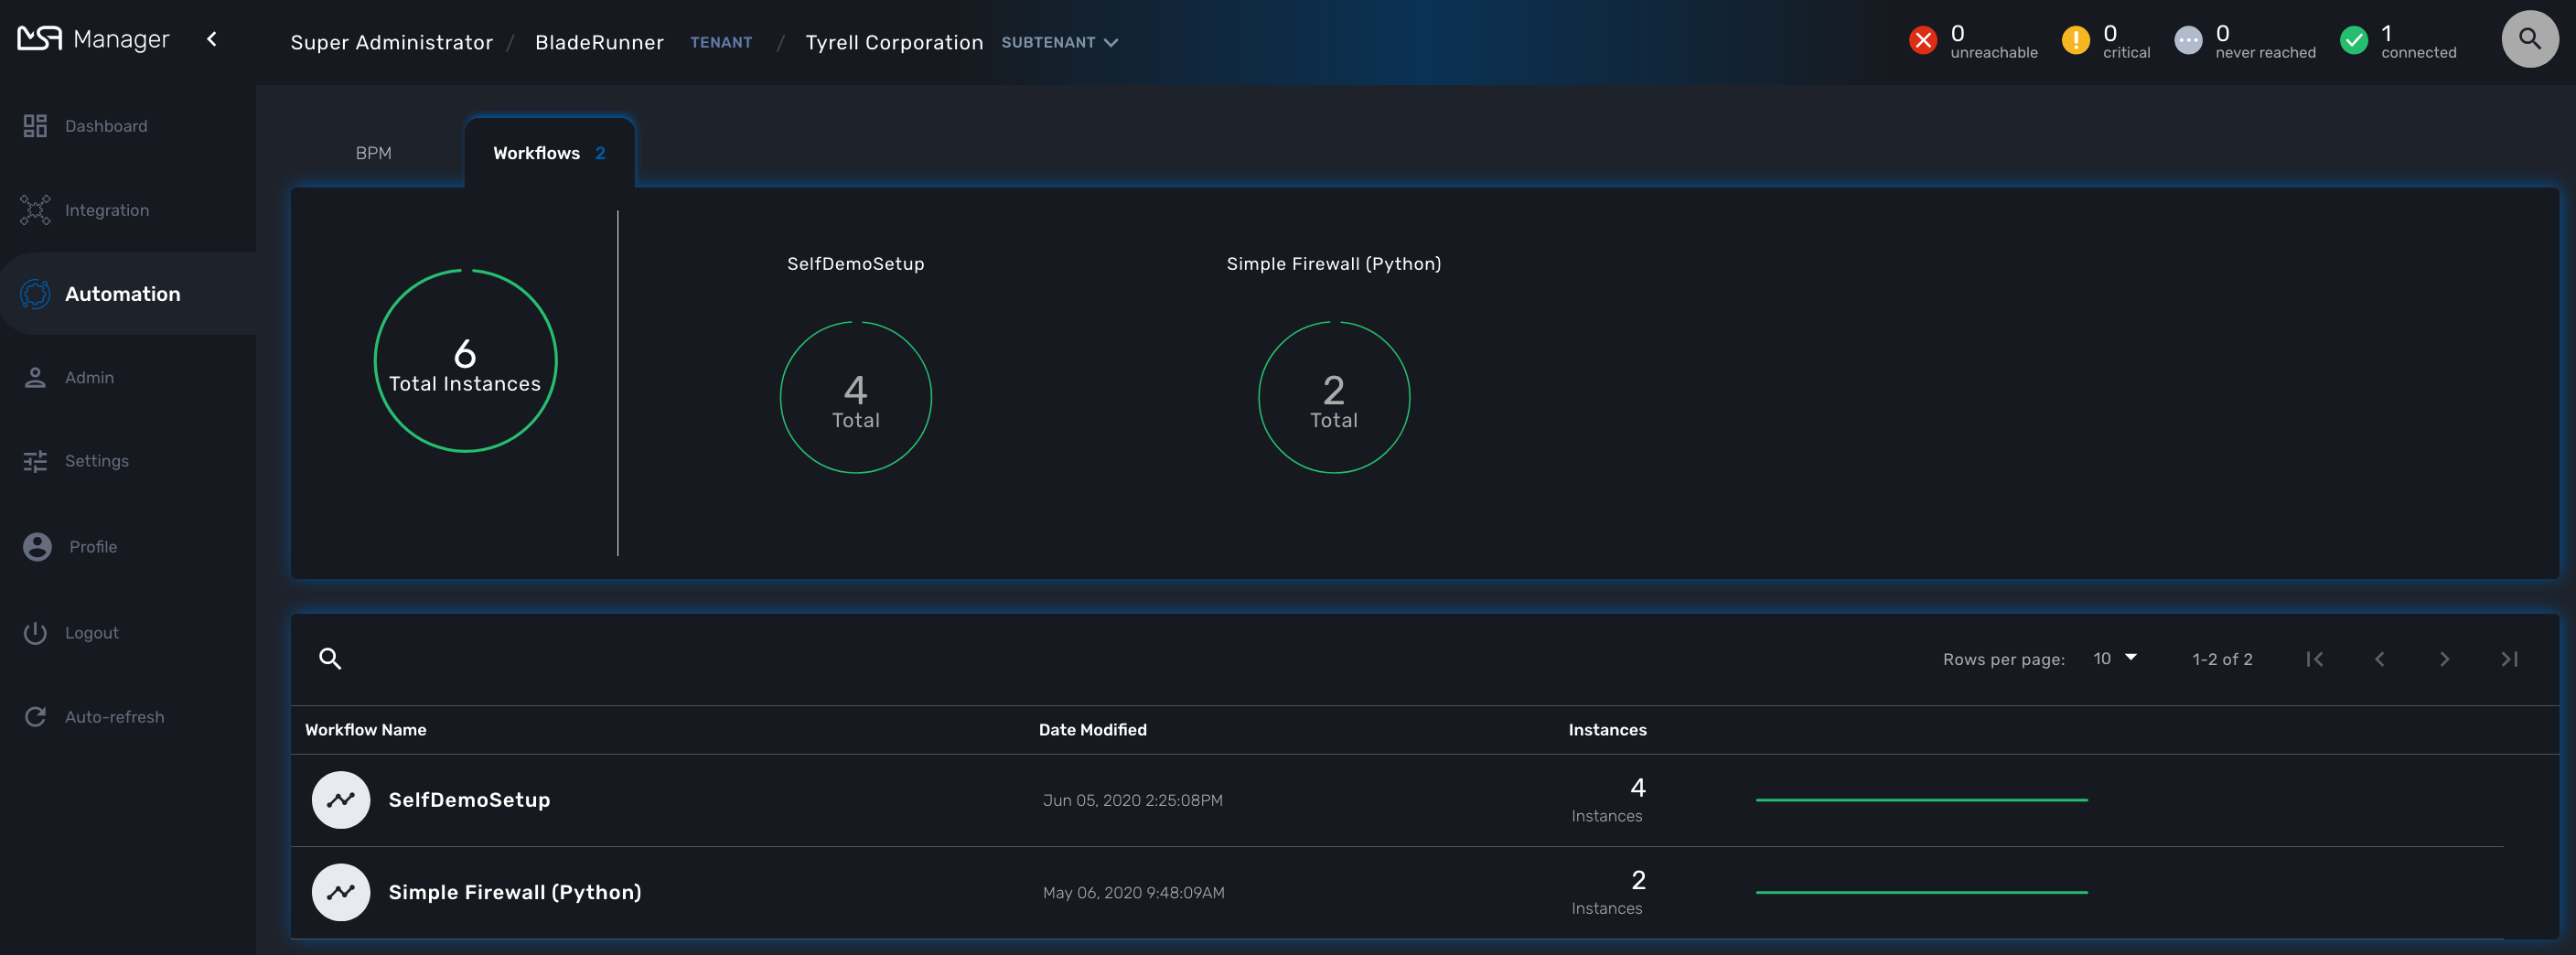 MSA Manager
Super Administrator / BladeRunner TENANT / Tyrell Corporation SUBTENANT
0 unreachable
0 critical
0 never reached
1 connected
Dashboard
Integration
Automation
Admin
Settings
Profile
Logout
Auto-refresh
BPM
Workflows 2
6
Total Instances
SelfDemoSetup
4
Total
Simple Firewall (Python)
2
Total
Rows per page: 10 1-2 of 2
Workflow Name Date Modified Instances
SelfDemoSetup Jun 05, 2020 2:25:08PM 4 Instances
Simple Firewall (Python) May 06, 2020 9:48:09AM 2 Instances